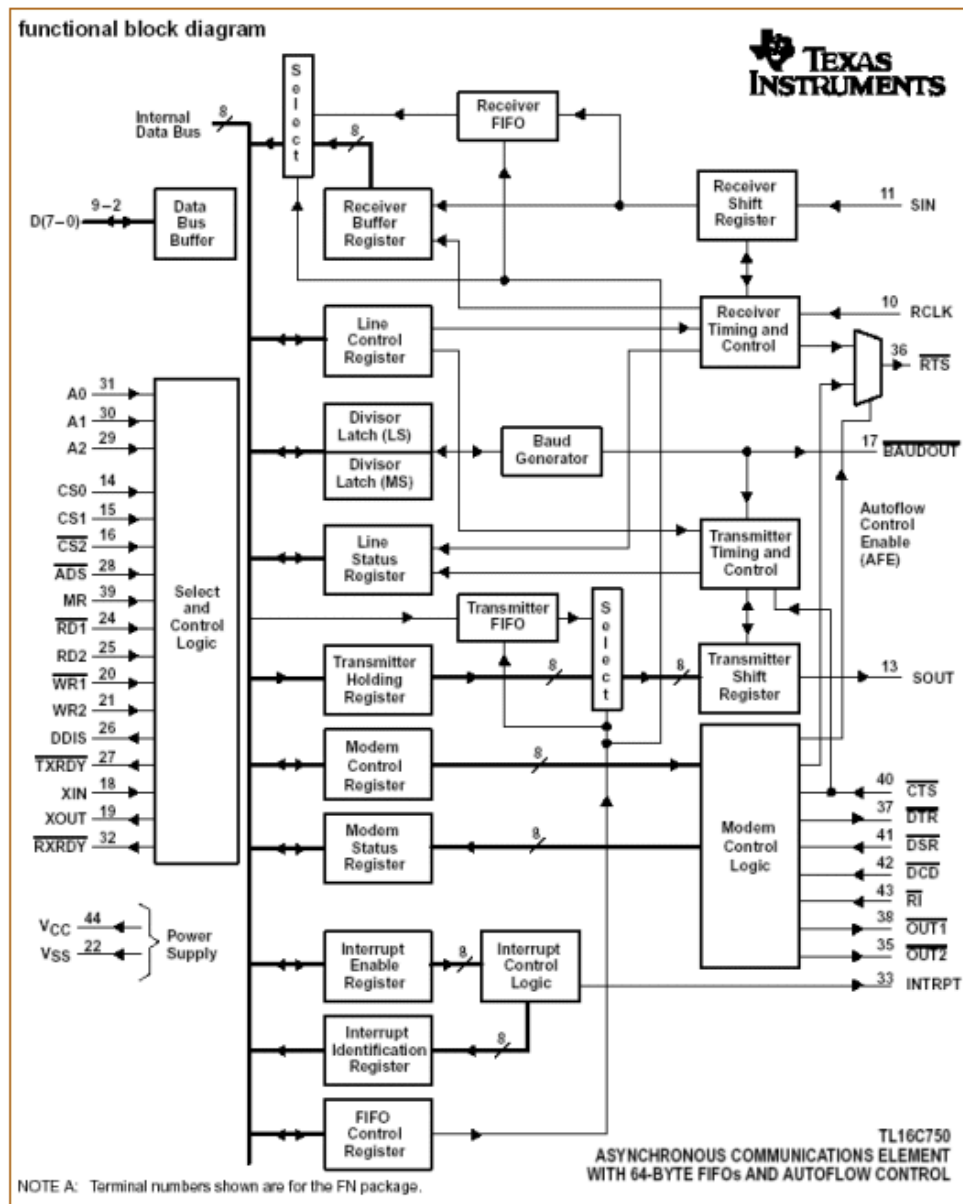 functional block diagram
TEXAS
INSTRUMENTS
Internal
Data Bus
8
Select
8
Receiver
FIFO
D(7–0)
9–2
Data
Bus
Buffer
Receiver
Buffer
Register
Receiver
Shift
Register
11
SIN
Line
Control
Register
Receiver
Timing and
Control
10
RCLK
36
RTS
A0
31
A1
30
A2
29
CS0
14
CS1
15
CS2
16
ADS
28
MR
39
RD1
24
RD2
25
WR1
20
WR2
21
DDIS
26
TXRDY
27
XIN
18
XOUT
19
RXRDY
32
Select
and
Control
Logic
Divisor
Latch (LS)
Divisor
Latch (MS)
Baud
Generator
17
BAUDOUT
Autoflow
Control
Enable
(AFE)
Line
Status
Register
Transmitter
Timing and
Control
Transmitter
FIFO
Select
Transmitter
Holding
Register
8
8
Transmitter
Shift
Register
13
SOUT
Modem
Control
Register
8
Modem
Status
Register
8
Modem
Control
Logic
40
CTS
37
DTR
41
DSR
42
DCD
43
RI
38
OUT1
35
OUT2
33
INTRPT
VCC
44
VSS
22
Power
Supply
Interrupt
Enable
Register
8
Interrupt
Control
Logic
Interrupt
Identification
Register
8
FIFO
Control
Register
TL16C750
ASYNCHRONOUS COMMUNICATIONS ELEMENT
WITH 64-BYTE FIFOs AND AUTOFLOW CONTROL
NOTE A: Terminal numbers shown are for the FN package.